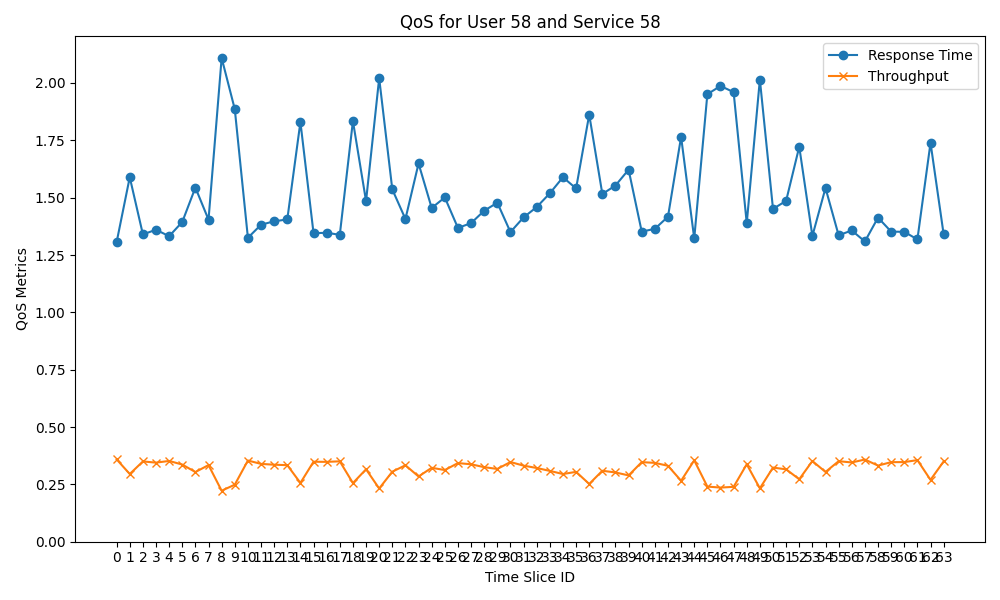 QoS for User 58 and Service 58
Response Time
Throughput
QoS Metrics
2.00
1.75
1.50
1.25
1.00
0.75
0.50
0.25
0.00
0 1 2 3 4 5 6 7 8 9 10 11 12 13 14 15 16 17 18 19 20 21 22 23 24 25 26 27 28 29 30 31 32 33 34 35 36 37 38 39 40 41 42 43 44 45 46 47 48 49 50 51 52 53 54 55 56 57 58 59 60 61 62 63
Time Slice ID